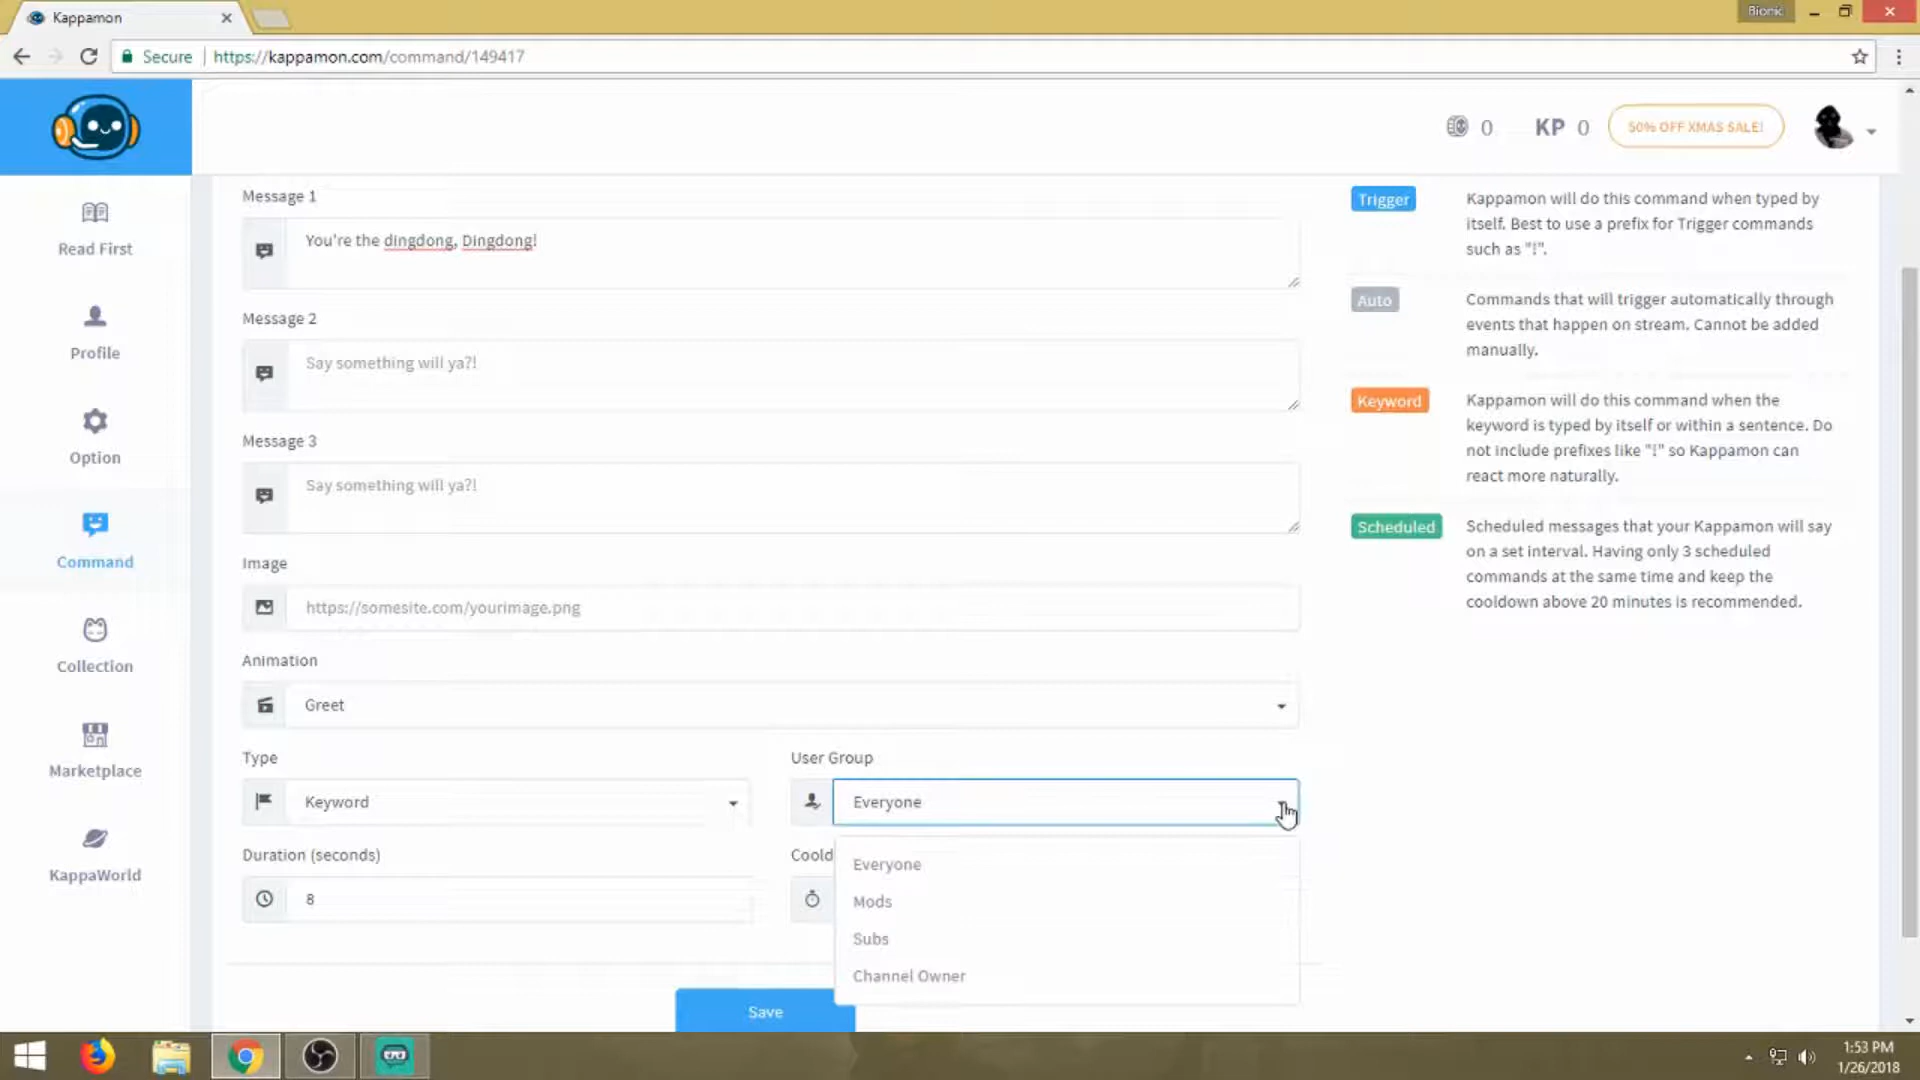 Kappamon
Bionic
Secure https://kappamon.com/command/149417
0 KP 0 50% OFF XMAS SALE!
Read First
Profile
Option
Command
Collection
Marketplace
KappaWorld
Message 1
You're the dingdong, Dingdong!
Message 2
Say something will ya?!
Message 3
Say something will ya?!
Image
https://somesite.com/yourimage.png
Animation
Greet
Type
Keyword
User Group
Everyone
Everyone
Mods
Subs
Channel Owner
Duration (seconds)
8
Coold
Save
Trigger
Kappamon will do this command when typed by
itself. Best to use a prefix for Trigger commands
such as "!".
Auto
Commands that will trigger automatically through
events that happen on stream. Cannot be added
manually.
Keyword
Kappamon will do this command when the
keyword is typed by itself or within a sentence. Do
not include prefixes like "!" so Kappamon can
react more naturally.
Scheduled
Scheduled messages that your Kappamon will say
on a set interval. Having only 3 scheduled
commands at the same time and keep the
cooldown above 20 minutes is recommended.
1:53 PM
1/26/2018